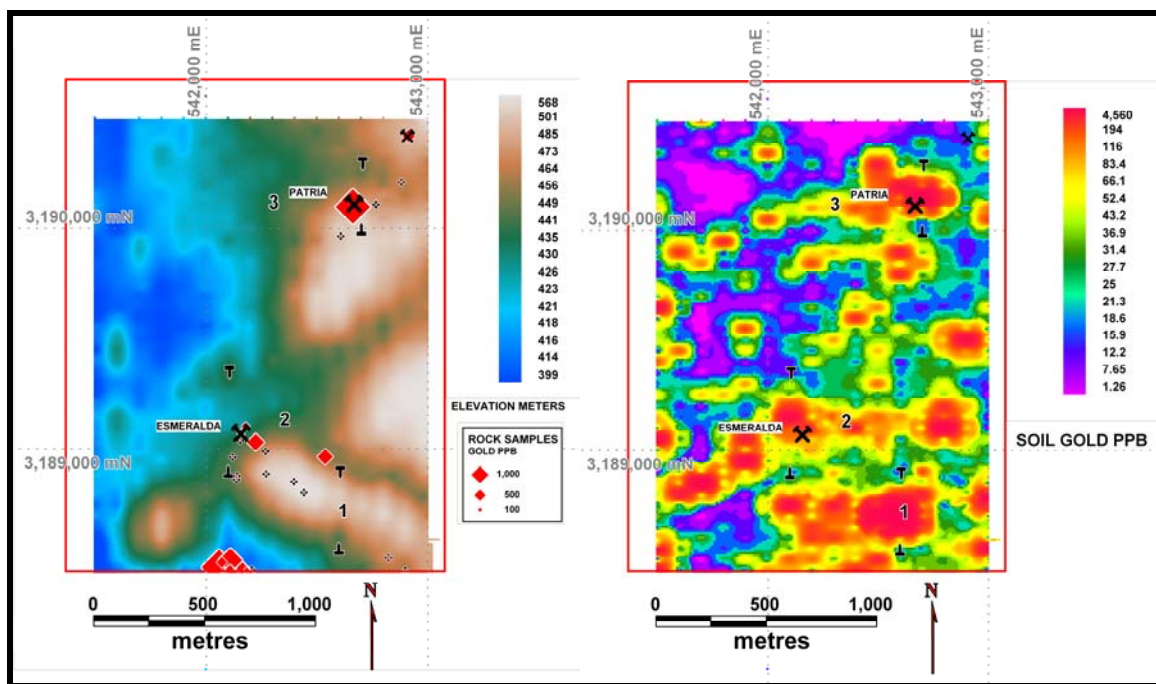 542,000 mE
543,000 mE
568
501
485
473
464
456
449
441
435
430
426
423
421
418
416
414
399
PATRIA
3
3,190,000 mN
ELEVATION METERS
ROCK SAMPLES
GOLD PPB
1,000
500
100
2
ESMERALDA
3,189,000 mN
1
N
0 500 1,000
metres
542,000 mE
543,000 mE
4,560
194
116
83.4
66.1
52.4
43.2
36.9
31.4
27.7
25
21.3
18.6
15.9
12.2
7.65
1.26
PATRIA
3
3,190,000 mN
SOIL GOLD PPB
2
ESMERALDA
3,189,000 mN
1
N
0 500 1,000
metres